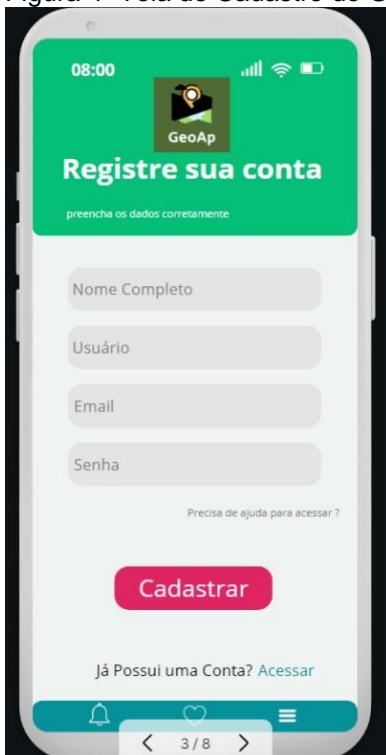 08:00
GeoAp
Registre sua conta
preencha os dados corretamente
Nome Completo
Usuário
Email
Senha
Precisa de ajuda para acessar ?
Cadastrar
Já Possui uma Conta? Acessar
3 / 8